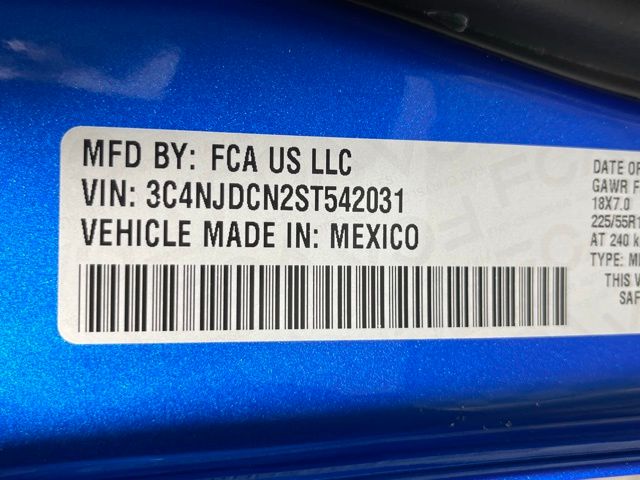 MFD BY: FCA US LLC
VIN: 3C4NJDCN2ST542031
VEHICLE MADE IN: MEXICO
DATE OF
GAWR F
18X7.0
225/55R1
AT 240 k
TYPE: M
THIS V
SAF